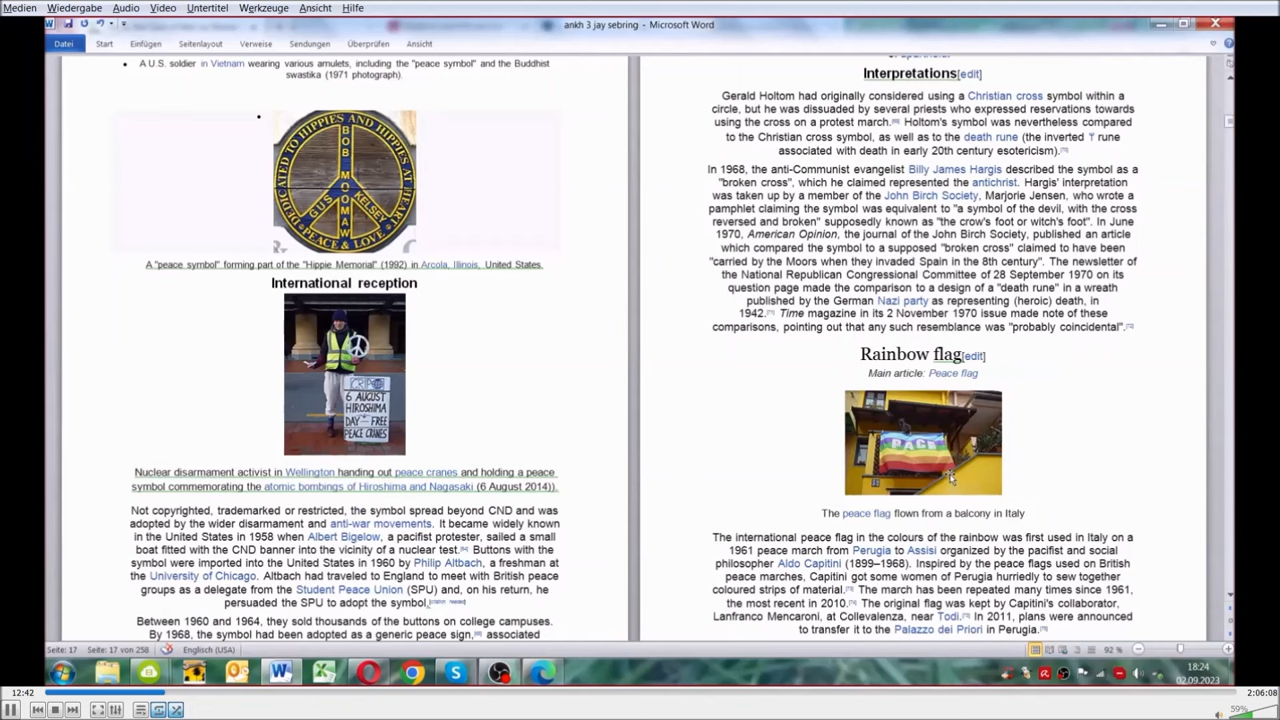 Medien Wiedergabe Audio Video Untertitel Werkzeuge Ansicht Hilfe
ankh 3 jay sebring - Microsoft Word
Datei Start Einfügen Seitenlayout Verweise Sendungen Überprüfen Ansicht
A U.S. soldier in Vietnam wearing various amulets, including the "peace symbol" and the Buddhist
swastika (1971 photograph).
DEDICATED TO HIPPIES AND HIPPIES AT HEART
BOB MOOMAW
GUS KELSEY
PEACE & LOVE
A "peace symbol" forming part of the "Hippie Memorial" (1992) in Arcola, Illinois, United States.
International reception
6 AUGUST
HIROSHIMA
DAY – FREE
PEACE CRANES
Nuclear disarmament activist in Wellington handing out peace cranes and holding a peace
symbol commemorating the atomic bombings of Hiroshima and Nagasaki (6 August 2014)).
Not copyrighted, trademarked or restricted, the symbol spread beyond CND and was
adopted by the wider disarmament and anti-war movements. It became widely known
in the United States in 1958 when Albert Bigelow, a pacifist protester, sailed a small
boat fitted with the CND banner into the vicinity of a nuclear test. Buttons with the
symbol were imported into the United States in 1960 by Philip Altbach, a freshman at
the University of Chicago. Altbach had traveled to England to meet with British peace
groups as a delegate from the Student Peace Union (SPU) and, on his return, he
persuaded the SPU to adopt the symbol.
Between 1960 and 1964, they sold thousands of the buttons on college campuses.
By 1968, the symbol had been adopted as a generic peace sign, associated
Interpretations[edit]
Gerald Holtom had originally considered using a Christian cross symbol within a
circle, but he was dissuaded by several priests who expressed reservations towards
using the cross on a protest march. Holtom's symbol was nevertheless compared
to the Christian cross symbol, as well as to the death rune (the inverted ᛉ rune
associated with death in early 20th century esotericism).
In 1968, the anti-Communist evangelist Billy James Hargis described the symbol as a
"broken cross", which he claimed represented the antichrist. Hargis' interpretation
was taken up by a member of the John Birch Society, Marjorie Jensen, who wrote a
pamphlet claiming the symbol was equivalent to "a symbol of the devil, with the cross
reversed and broken" supposedly known as "the crow's foot or witch's foot". In June
1970, American Opinion, the journal of the John Birch Society, published an article
which compared the symbol to a supposed "broken cross" claimed to have been
"carried by the Moors when they invaded Spain in the 8th century". The newsletter of
the National Republican Congressional Committee of 28 September 1970 on its
question page made the comparison to a design of a "death rune" in a wreath
published by the German Nazi party as representing (heroic) death, in
1942. Time magazine in its 2 November 1970 issue made note of these
comparisons, pointing out that any such resemblance was "probably coincidental".
Rainbow flag[edit]
Main article: Peace flag
PACE
The peace flag flown from a balcony in Italy
The international peace flag in the colours of the rainbow was first used in Italy on a
1961 peace march from Perugia to Assisi organized by the pacifist and social
philosopher Aldo Capitini (1899–1968). Inspired by the peace flags used on British
peace marches, Capitini got some women of Perugia hurriedly to sew together
coloured strips of material. The march has been repeated many times since 1961,
the most recent in 2010. The original flag was kept by Capitini's collaborator,
Lanfranco Mencaroni, at Collevalenza, near Todi. In 2011, plans were announced
to transfer it to the Palazzo dei Priori in Perugia.
Seite: 17 Seite: 17 von 258 Englisch (USA) 92 %
18:24
02.09.2023
12:42 2:06:08
59%